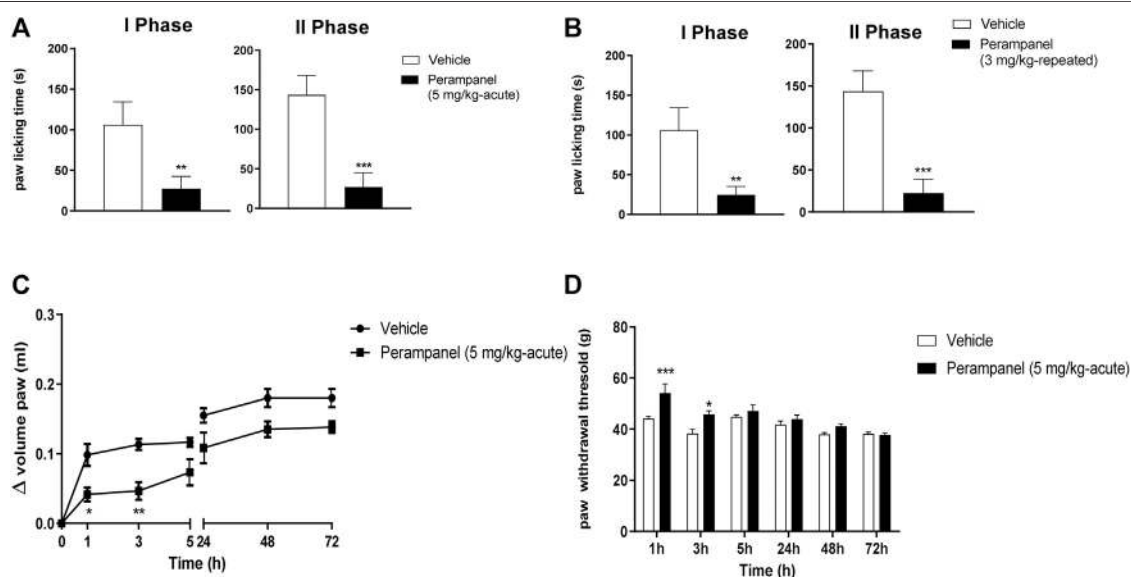 A
I Phase
II Phase
Vehicle
Perampanel
(5 mg/kg-acute)
paw licking time (s)
200
150
100
50
0
**
200
150
100
50
0
***
B
I Phase
II Phase
Vehicle
Perampanel
(3 mg/kg-repeated)
paw licking time (s)
200
150
100
50
0
**
200
150
100
50
0
***
C
Δ volume paw (ml)
0.3
0.2
0.1
0.0
Vehicle
Perampanel (5 mg/kg-acute)
*
**
0 1 3 5 24 48 72
Time (h)
D
paw withdrawal thresold (g)
80
60
40
20
0
Vehicle
Perampanel (5 mg/kg-acute)
***
*
1h 3h 5h 24h 48h 72h
Time (h)